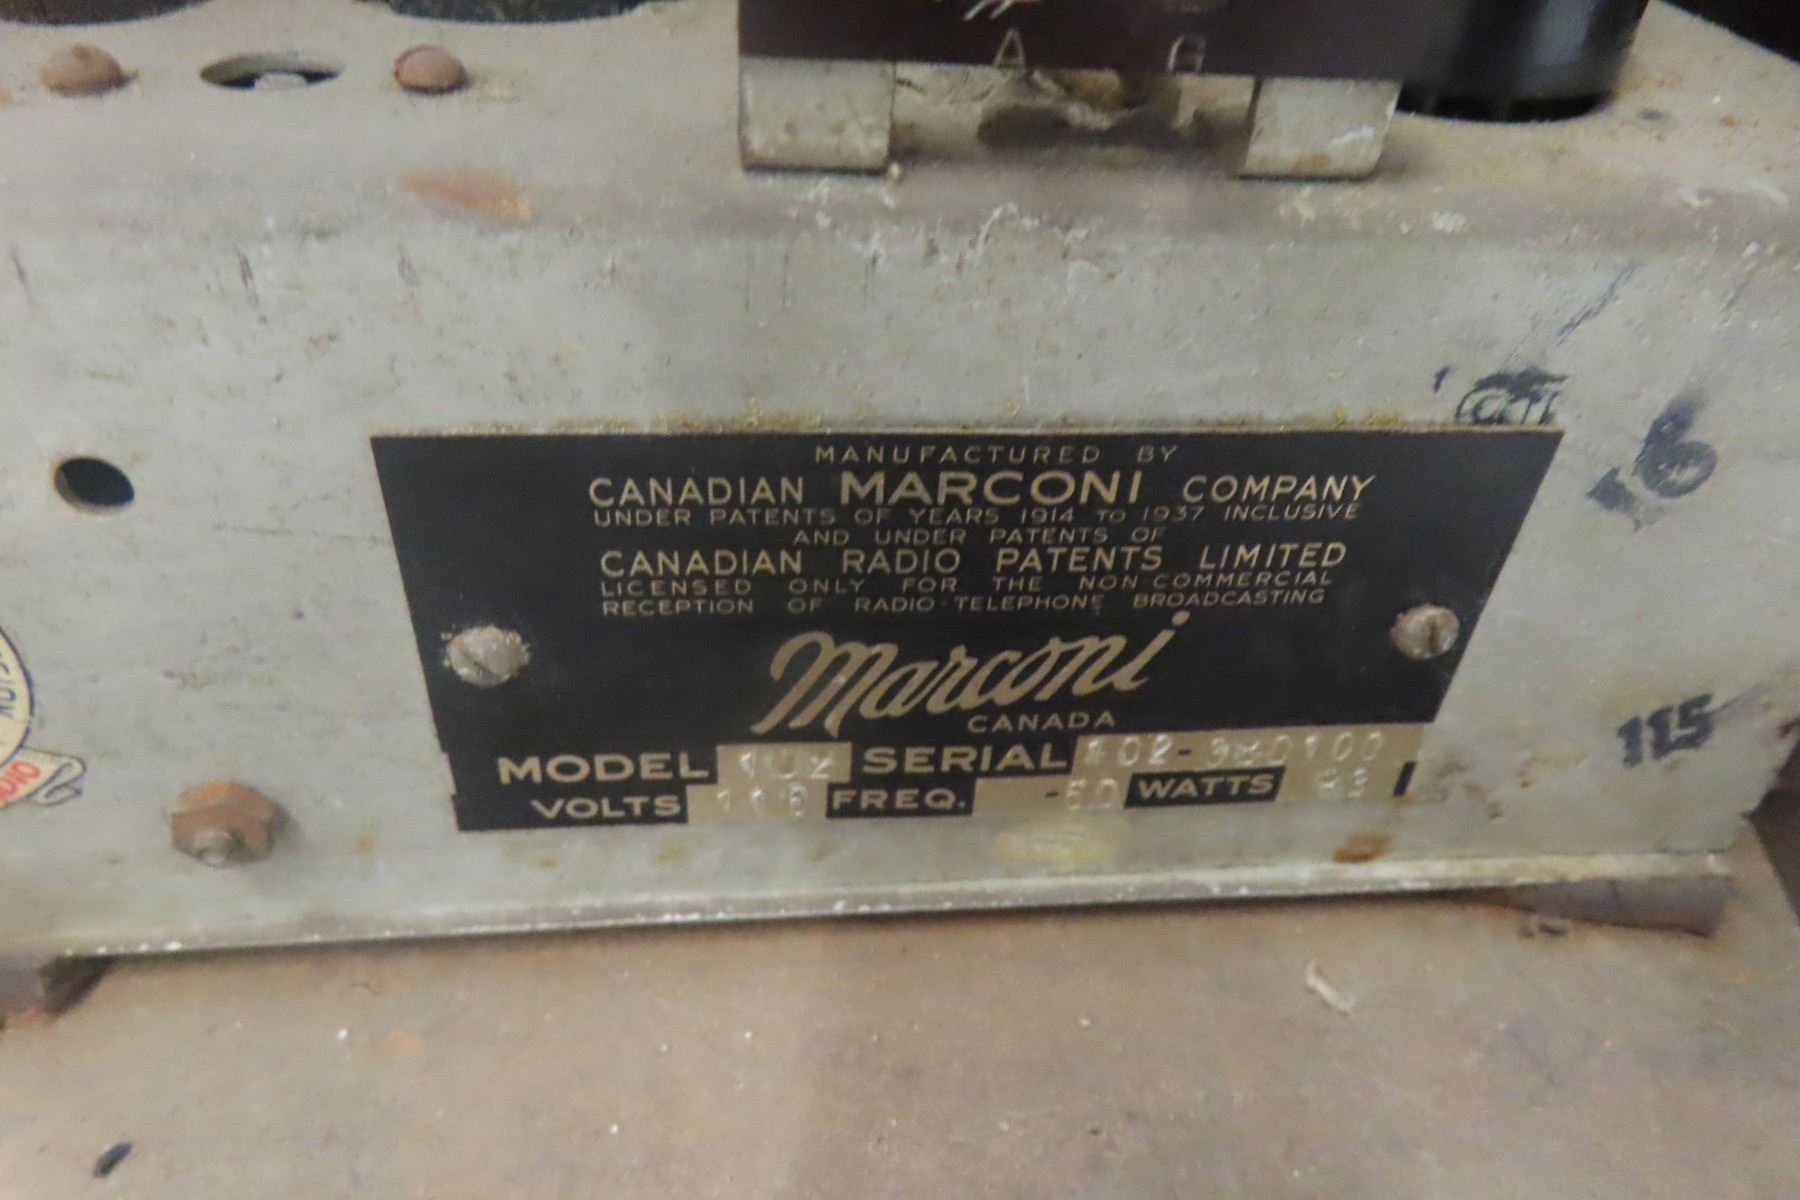 A G
MANUFACTURED BY
CANADIAN MARCONI COMPANY
UNDER PATENTS OF YEARS 1914 TO 1937 INCLUSIVE
AND UNDER PATENTS OF
CANADIAN RADIO PATENTS LIMITED
LICENSED ONLY FOR THE NON-COMMERCIAL
RECEPTION OF RADIO-TELEPHONE BROADCASTING
Marconi
CANADA
MODEL 102 SERIAL
VOLTS FREQ. WATTS
16
115